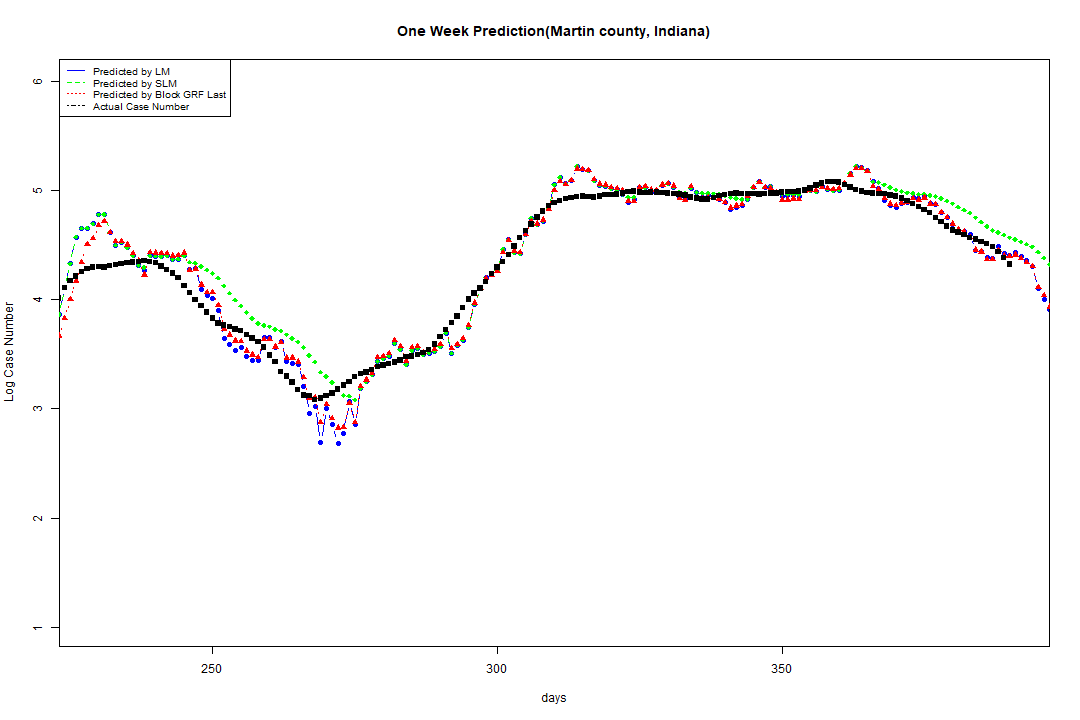 One Week Prediction(Martin county, Indiana)
Predicted by LM
Predicted by SLM
Predicted by Block GRF Last
Actual Case Number
6
5
4
3
2
1
Log Case Number
250 300 350
days